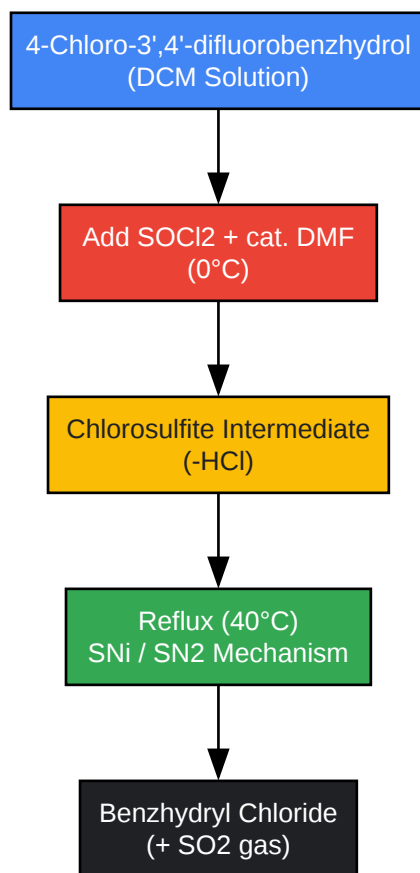 4-Chloro-3',4'-difluorobenzhydrol
(DCM Solution)
Add SOCl2 + cat. DMF
(0°C)
Chlorosulfite Intermediate
(-HCl)
Reflux (40°C)
SNi / SN2 Mechanism
Benzhydryl Chloride
(+ SO2 gas)